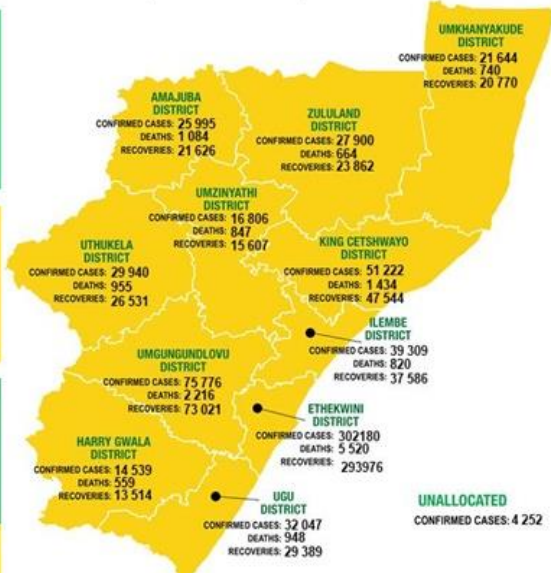 UMKHANYAKUDE
DISTRICT
CONFIRMED CASES: 21 644
DEATHS: 740
RECOVERIES: 20 770
AMAJUBA
DISTRICT
CONFIRMED CASES: 25 995
DEATHS: 1 084
RECOVERIES: 21 626
ZULULAND
DISTRICT
CONFIRMED CASES: 27 900
DEATHS: 664
RECOVERIES: 23 862
UMZINYATHI
DISTRICT
CONFIRMED CASES: 16 806
DEATHS: 847
RECOVERIES: 15 607
UTHUKELA
DISTRICT
CONFIRMED CASES: 29 940
DEATHS: 955
RECOVERIES: 26 531
KING CETSHWAYO
DISTRICT
CONFIRMED CASES: 51 222
DEATHS: 1 434
RECOVERIES: 47 544
ILEMBE
DISTRICT
CONFIRMED CASES: 39 309
DEATHS: 820
RECOVERIES: 37 586
UMGUNGUNDLOVU
DISTRICT
CONFIRMED CASES: 75 776
DEATHS: 2 216
RECOVERIES: 73 021
ETHEKWINI
DISTRICT
CONFIRMED CASES: 302180
DEATHS: 5 520
RECOVERIES: 293976
HARRY GWALA
DISTRICT
CONFIRMED CASES: 14 539
DEATHS: 559
RECOVERIES: 13 514
UGU
DISTRICT
CONFIRMED CASES: 32 047
DEATHS: 948
RECOVERIES: 29 389
UNALLOCATED
CONFIRMED CASES: 4 252